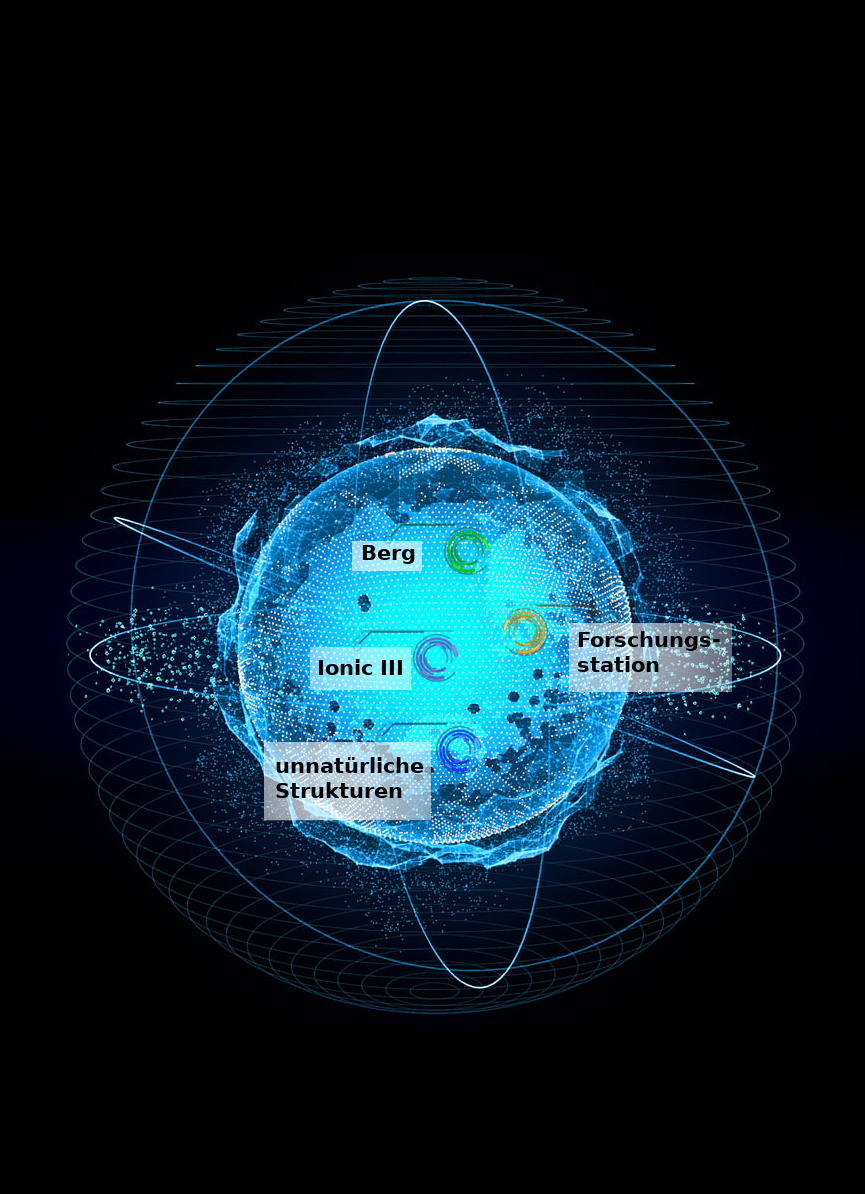 Berg
Forschungs-
station
Ionic III
unnatürliche
Strukturen